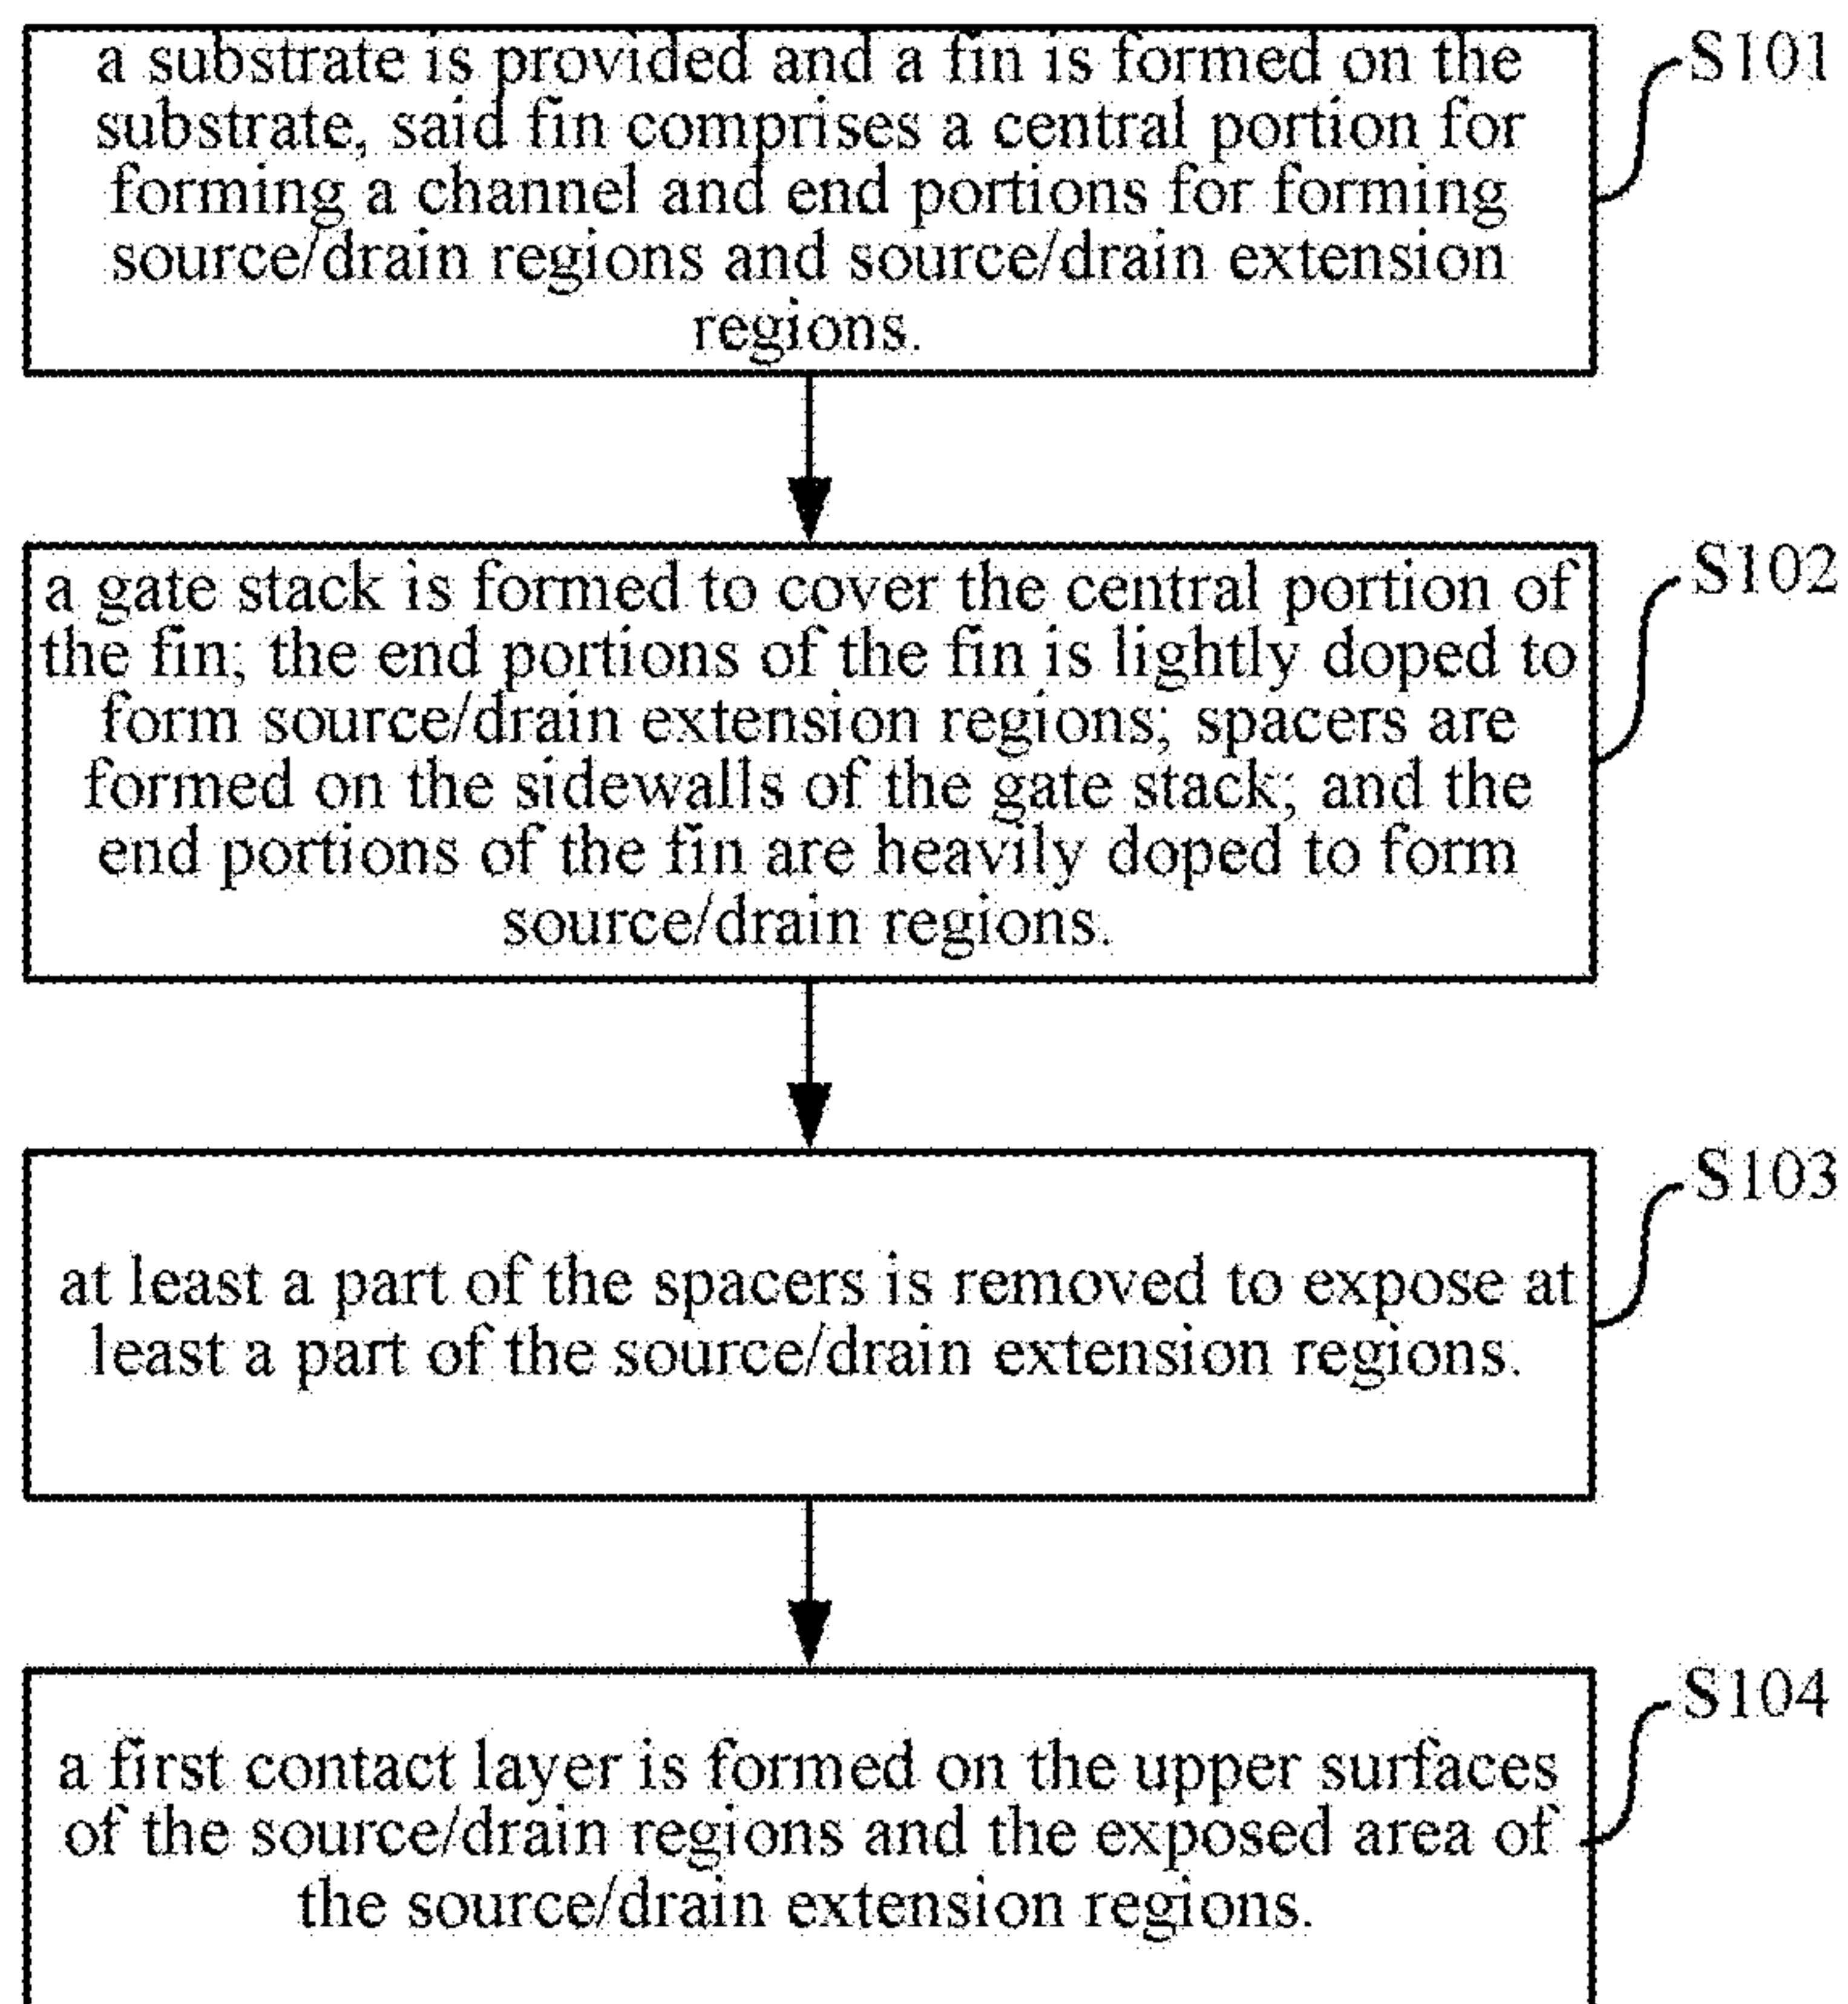 a substrate is provided and a fin is formed on the
substrate, said fin comprises a central portion for
forming a channel and end portions for forming
source/drain regions and source/drain extension
regions.
S101
a gate stack is formed to cover the central portion of
the fin; the end portions of the fin is lightly doped to
form source/drain extension regions; spacers are
formed on the sidewalls of the gate stack; and the
end portions of the fin are heavily doped to form
source/drain regions.
S102
at least a part of the spacers is removed to expose at
least a part of the source/drain extension regions.
S103
a first contact layer is formed on the upper surfaces
of the source/drain regions and the exposed area of
the source/drain extension regions.
S104